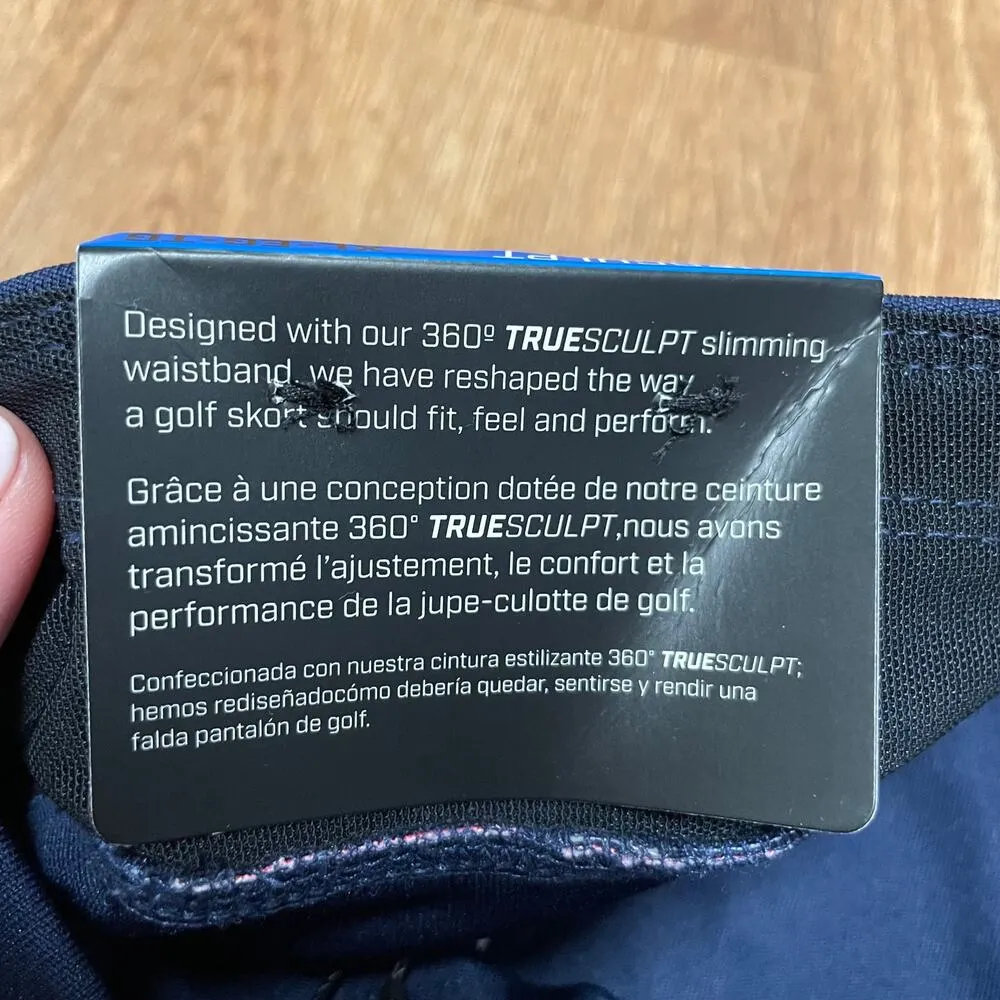 Designed with our 360º TRUESCULPT slimming
waistband, we have reshaped the way
a golf skort should fit, feel and perform.
Grâce à une conception dotée de notre ceinture
amincissante 360° TRUESCULPT,nous avons
transformé l'ajustement, le confort et la
performance de la jupe-culotte de golf.
Confeccionada con nuestra cintura estilizante 360° TRUESCULPT;
hemos rediseñadocómo debería quedar, sentirse y rendir una
falda pantalón de golf.